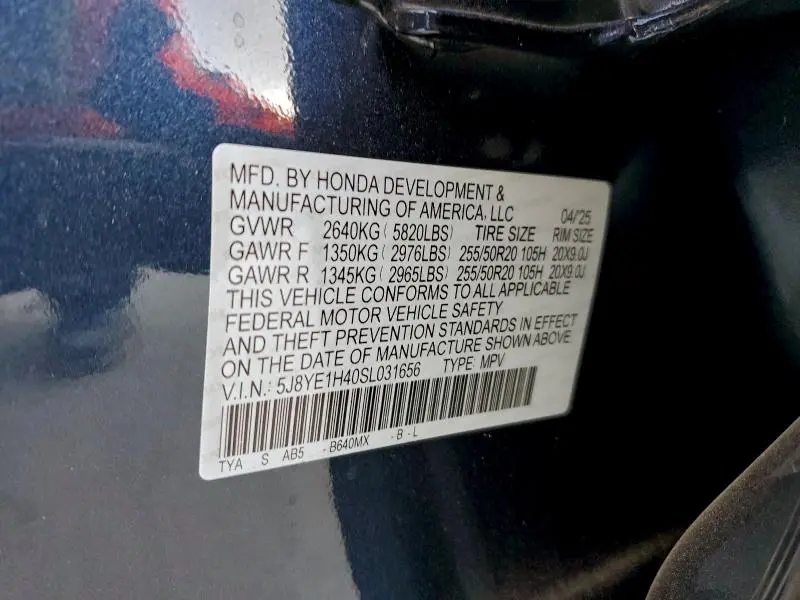 MFD. BY HONDA DEVELOPMENT &
MANUFACTURING OF AMERICA, LLC 04/'25
GVWR 2640KG ( 5820LBS) TIRE SIZE RIM SIZE
GAWR F 1350KG ( 2976LBS) 255/50R20 105H 20X9.0J
GAWR R 1345KG ( 2965LBS) 255/50R20 105H 20X9.0J
THIS VEHICLE CONFORMS TO ALL APPLICABLE
FEDERAL MOTOR VEHICLE SAFETY
AND THEFT PREVENTION STANDARDS IN EFFECT
ON THE DATE OF MANUFACTURE SHOWN ABOVE.
V.I.N.: 5J8YE1H40SL031656 TYPE: MPV
TYA S AB5 - B640MX - B - L